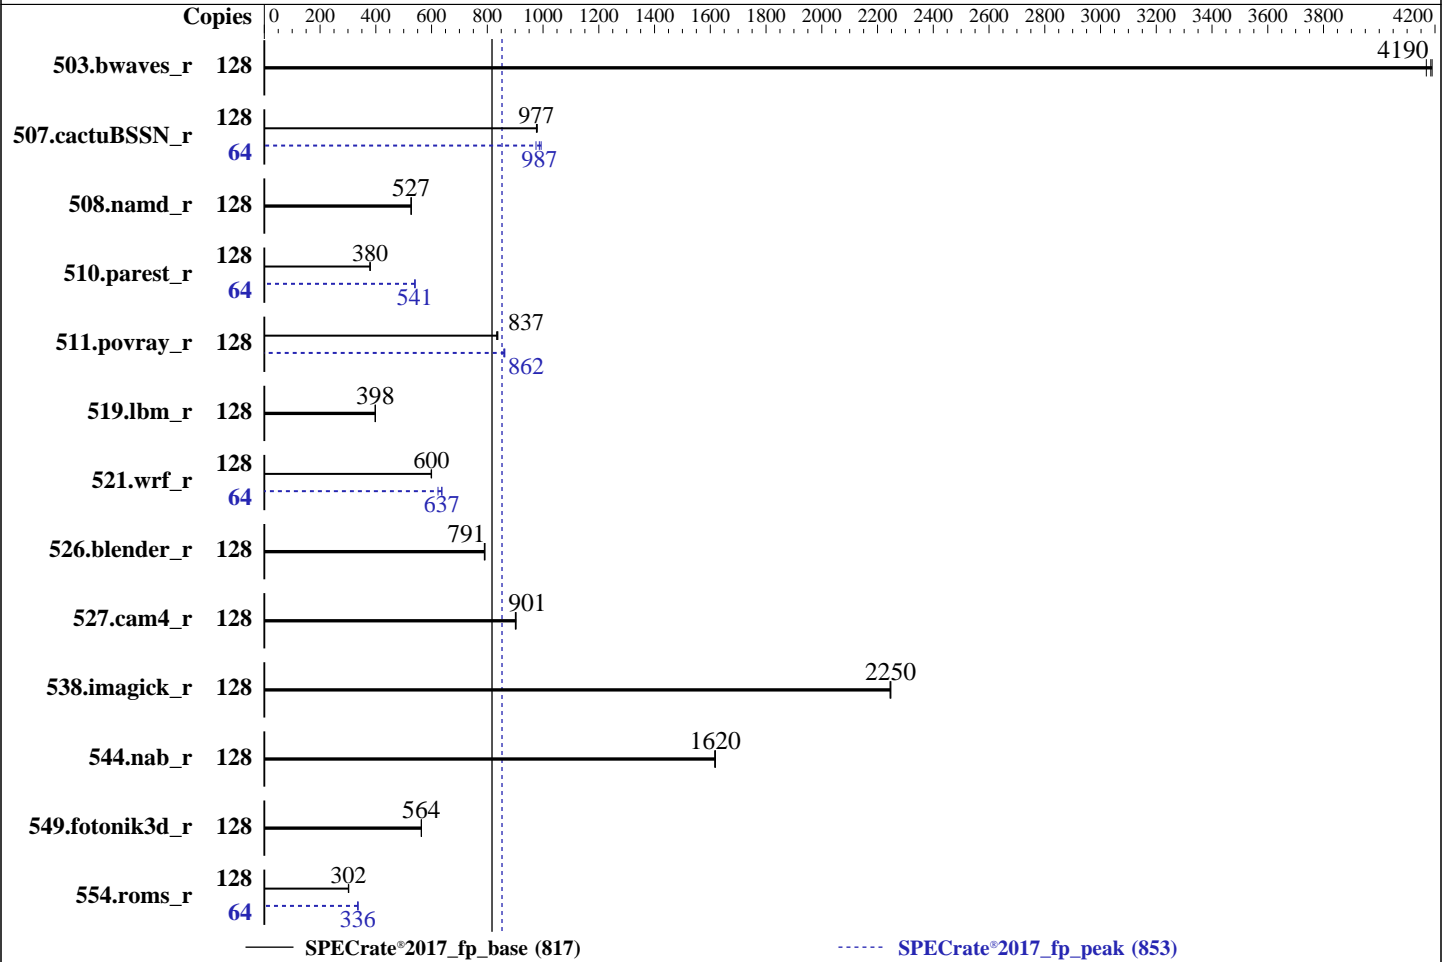 Copies 0 200 400 600 800 1000 1200 1400 1600 1800 2000 2200 2400 2600 2800 3000 3200 3400 3600 3800 4200
503.bwaves_r 128 4190
507.cactuBSSN_r 128 977
64 987
508.namd_r 128 527
510.parest_r 128 380
64 541
511.povray_r 128 837
862
519.lbm_r 128 398
521.wrf_r 128 600
64 637
526.blender_r 128 791
527.cam4_r 128 901
538.imagick_r 128 2250
544.nab_r 128 1620
549.fotonik3d_r 128 564
554.roms_r 128 302
64 336
SPECrate®2017_fp_base (817) SPECrate®2017_fp_peak (853)